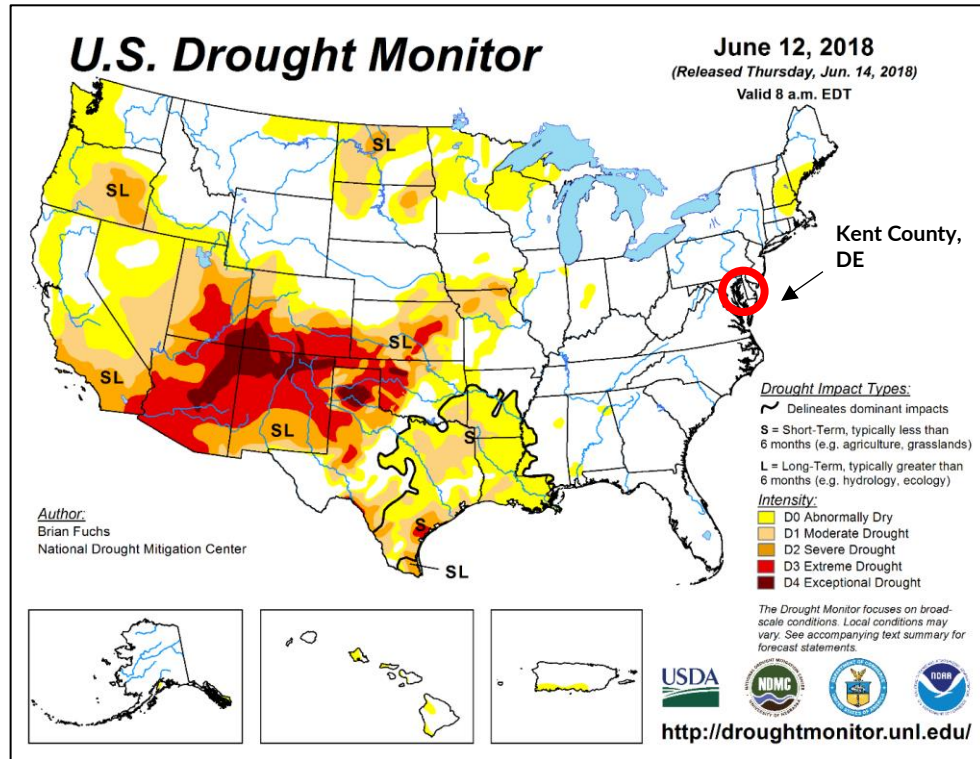 U.S. Drought Monitor
June 12, 2018
(Released Thursday, Jun. 14, 2018)
Valid 8 a.m. EDT
SL
SL
Kent County,
DE
SL
SL
SL
S
S
SL
Drought Impact Types:
Delineates dominant impacts
S = Short-Term, typically less than
6 months (e.g. agriculture, grasslands)
L = Long-Term, typically greater than
6 months (e.g. hydrology, ecology)
Intensity:
D0 Abnormally Dry
D1 Moderate Drought
D2 Severe Drought
D3 Extreme Drought
D4 Exceptional Drought
Author:
Brian Fuchs
National Drought Mitigation Center
The Drought Monitor focuses on broad-
scale conditions. Local conditions may
vary. See accompanying text summary for
forecast statements.
USDA
NDMC
NOAA
http://droughtmonitor.unl.edu/